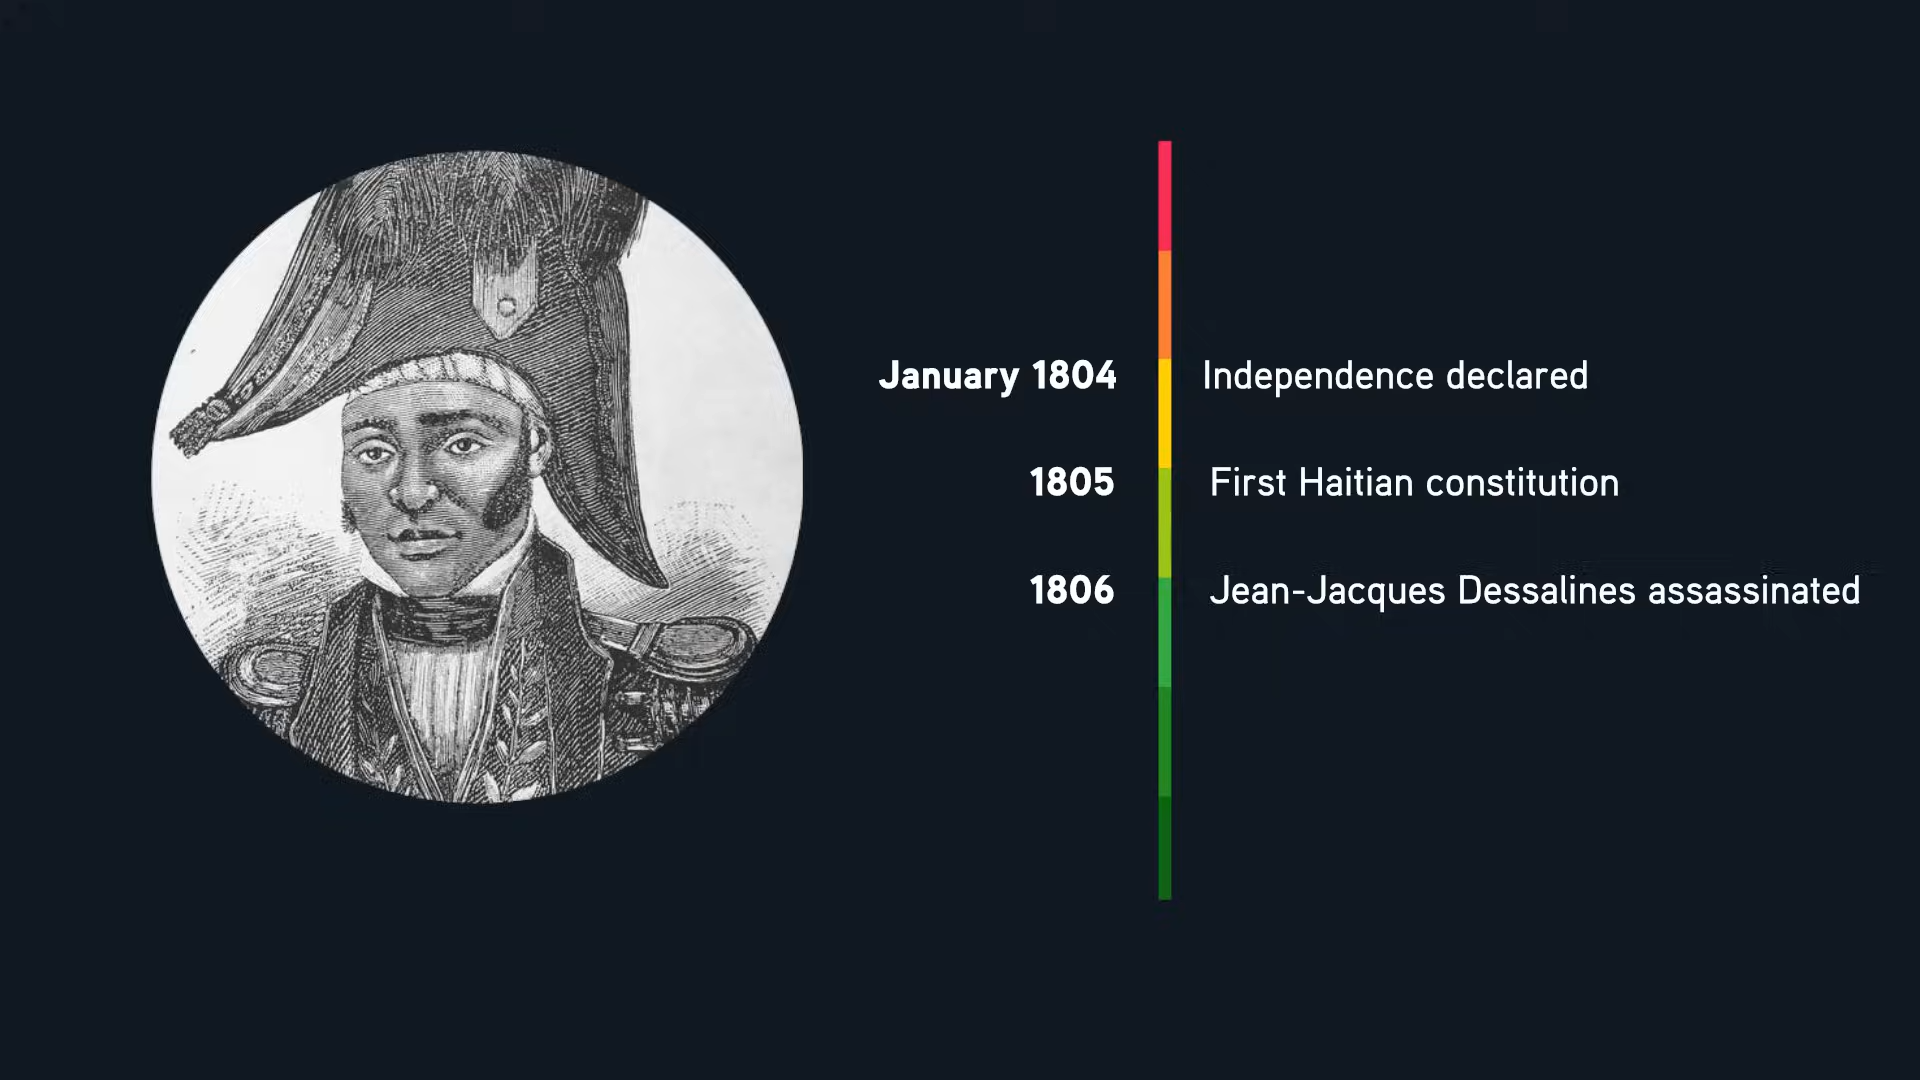 January 1804 Independence declared
1805 First Haitian constitution
1806 Jean-Jacques Dessalines assassinated